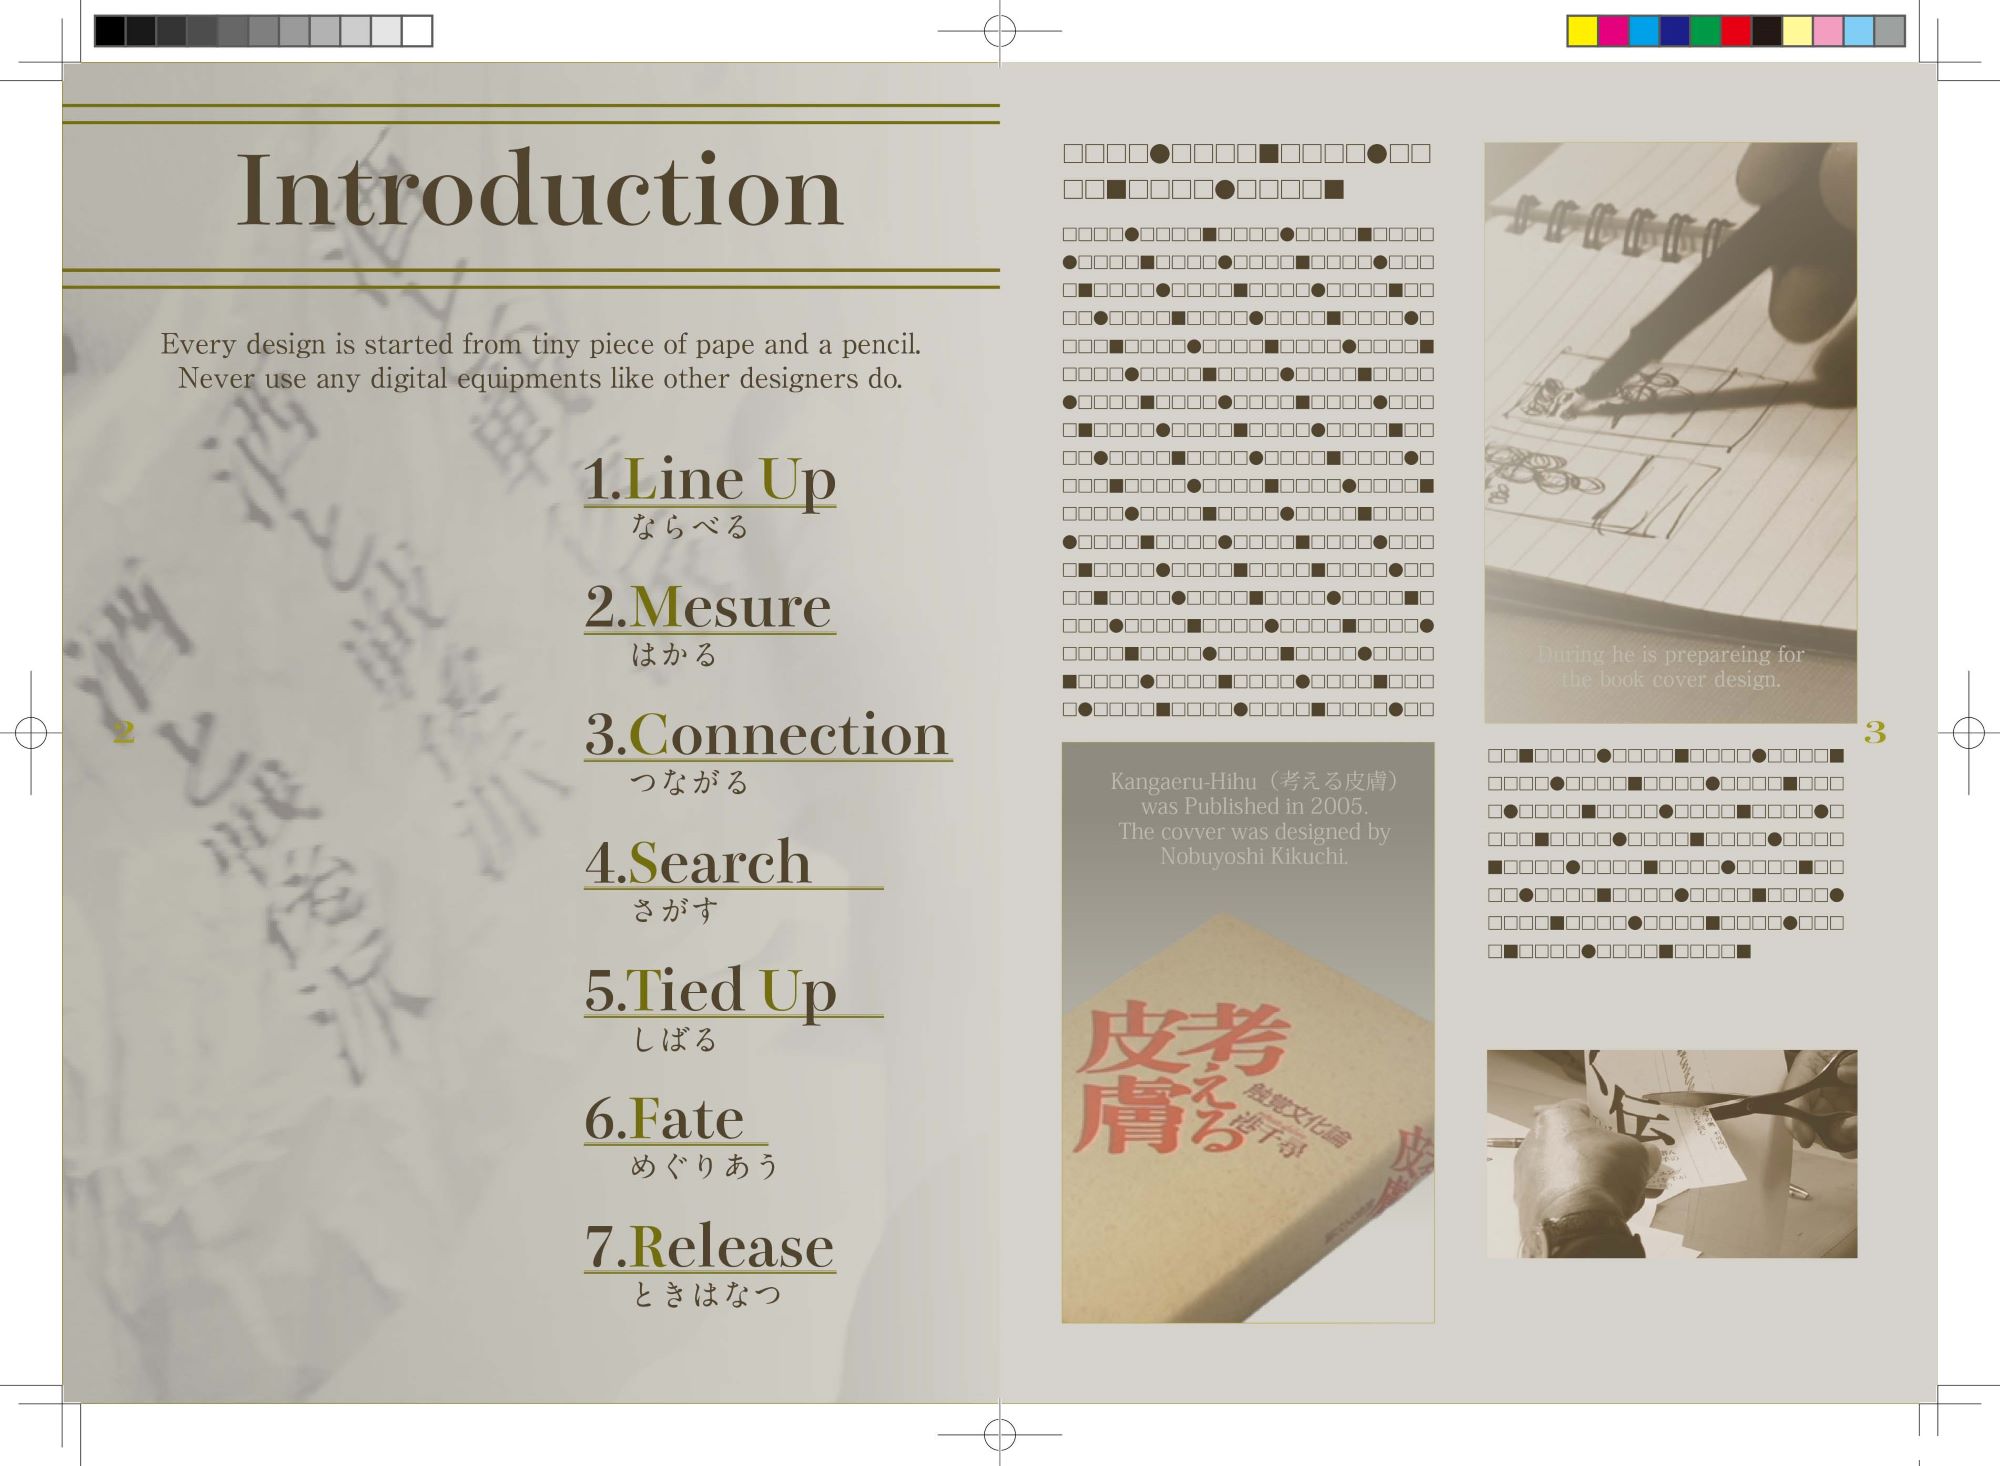 Introduction
Every design is started from tiny piece of pape and a pencil.
Never use any digital equipments like other designers do.
1.Line Up
ならべる
2.Mesure
はかる
3.Connection
つながる
4.Search
さがす
5.Tied Up
しばる
6.Fate
めぐりあう
7.Release
ときはなつ
2
During he is prepareing for
the book cover design.
Kangaeru-Hihu（考える皮膚）
was Published in 2005.
The covver was designed by
Nobuyoshi Kikuchi.
考える
皮膚
触覚文化論
港千尋
伝
3